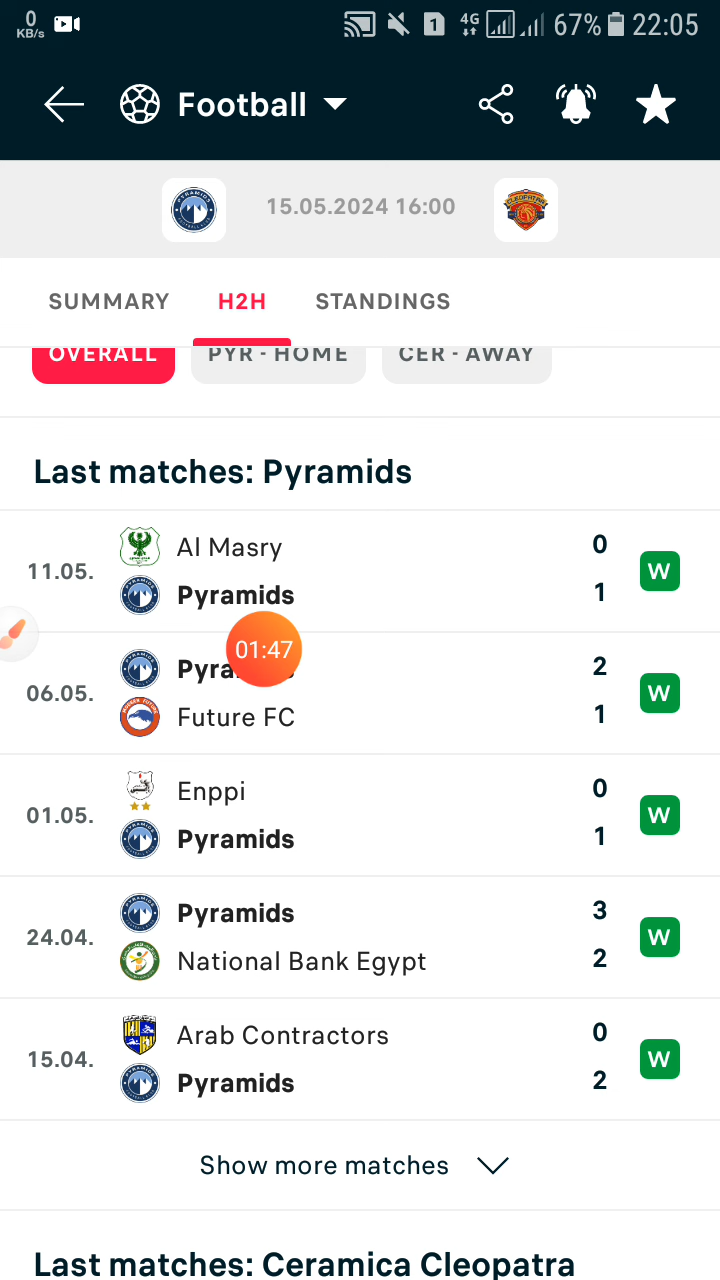 0
KB/s
1
4G
67%
22:05
Football
PYRAMIDS
15.05.2024 16:00
CLEOPATRA
SUMMARY
H2H
STANDINGS
OVERALL
PYR - HOME
CER - AWAY
Last matches: Pyramids
11.05.
Al Masry 0
Pyramids 1
W
01:47
06.05.
Pyra 2
Future FC 1
W
01.05.
Enppi 0
Pyramids 1
W
24.04.
Pyramids 3
National Bank Egypt 2
W
15.04.
Arab Contractors 0
Pyramids 2
W
Show more matches
Last matches: Ceramica Cleopatra